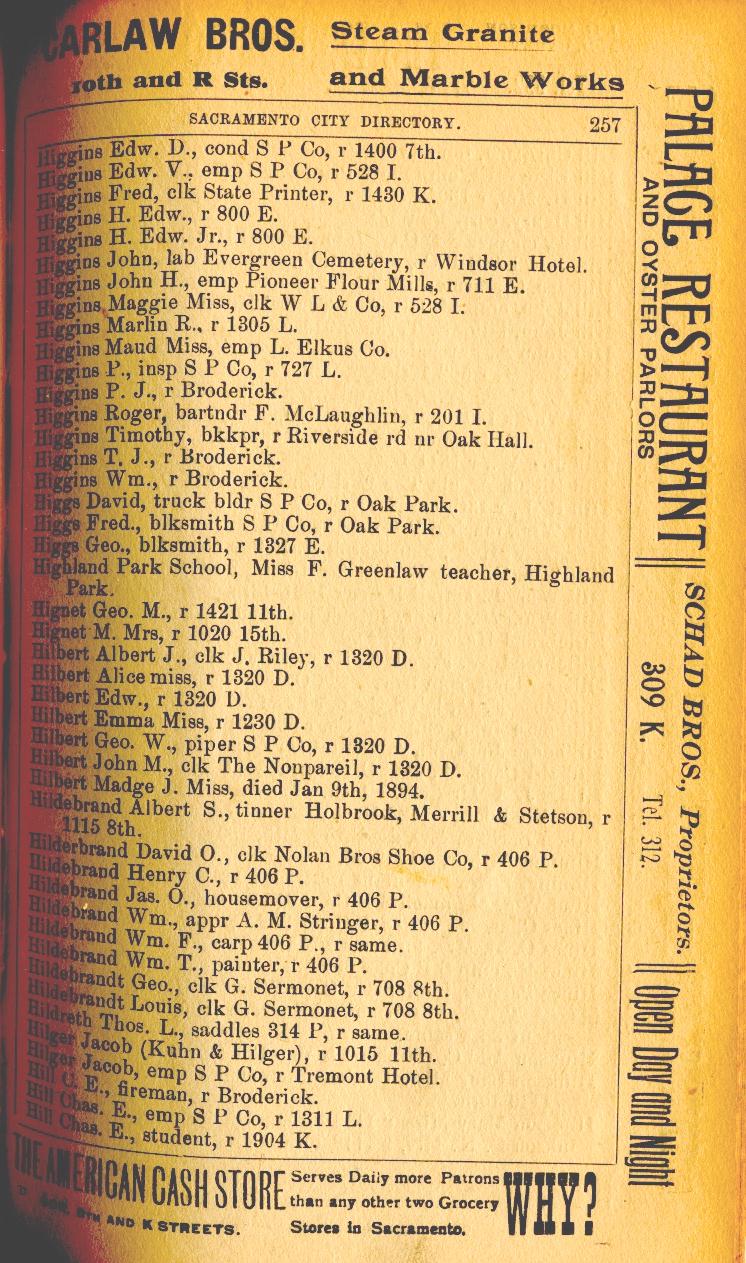 CARLAW BROS. Steam Granite
10th and R Sts. and Marble Works
SACRAMENTO CITY DIRECTORY. 257
Higgins Edw. D., cond S P Co, r 1400 7th.
Higgins Edw. V., emp S P Co, r 528 I.
Higgins Fred, clk State Printer, r 1430 K.
Higgins H. Edw., r 800 E.
Higgins H. Edw. Jr., r 800 E.
Higgins John, lab Evergreen Cemetery, r Windsor Hotel.
Higgins John H., emp Pioneer Flour Mills, r 711 E.
Higgins Maggie Miss, clk W L & Co, r 528 I.
Higgins Marlin R., r 1305 L.
Higgins Maud Miss, emp L. Elkus Co.
Higgins P., insp S P Co, r 727 L.
Higgins P. J., r Broderick.
Higgins Roger, bartndr F. McLaughlin, r 201 I.
Higgins Timothy, bkkpr, r Riverside rd nr Oak Hall.
Higgins T. J., r Broderick.
Higgins Wm., r Broderick.
Higgs David, truck bldr S P Co, r Oak Park.
Higgs Fred., blksmith S P Co, r Oak Park.
Higgs Geo., blksmith, r 1327 E.
Highland Park School, Miss F. Greenlaw teacher, Highland
Park.
Hignet Geo. M., r 1421 11th.
Hignet M. Mrs, r 1020 15th.
Hilbert Albert J., clk J. Riley, r 1320 D.
Hilbert Alice miss, r 1320 D.
Hilbert Edw., r 1320 D.
Hilbert Emma Miss, r 1230 D.
Hilbert Geo. W., piper S P Co, r 1320 D.
Hilbert John M., clk The Nonpareil, r 1320 D.
Hilbert Madge J. Miss, died Jan 9th, 1894.
Hildebrand Albert S., tinner Holbrook, Merrill & Stetson, r
1115 8th.
Hilderbrand David O., clk Nolan Bros Shoe Co, r 406 P.
Hildebrand Henry C., r 406 P.
Hildebrand Jas. O., housemover, r 406 P.
Hildebrand Wm., appr A. M. Stringer, r 406 P.
Hildebrand Wm. F., carp 406 P., r same.
Hildebrand Wm. T., painter, r 406 P.
Hildebrandt Geo., clk G. Sermonet, r 708 8th.
Hildebrandt Louis, clk G. Sermonet, r 708 8th.
Hildreth Thos. L., saddles 314 P, r same.
Hilger Jacob (Kuhn & Hilger), r 1015 11th.
Hilger Jacob, emp S P Co, r Tremont Hotel.
Hill C. E., fireman, r Broderick.
Hill Chas. E., emp S P Co, r 1311 L.
Hill Chas. E., student, r 1904 K.
THE AMERICAN CASH STORE
8TH AND K STREETS.
Serves Daily more Patrons
than any other two Grocery
Stores in Sacramento.
WHY?
PALACE RESTAURANT
AND OYSTER PARLORS
SCHAD BROS., Proprietors.
309 K. Tel. 312.
Open Day and Night